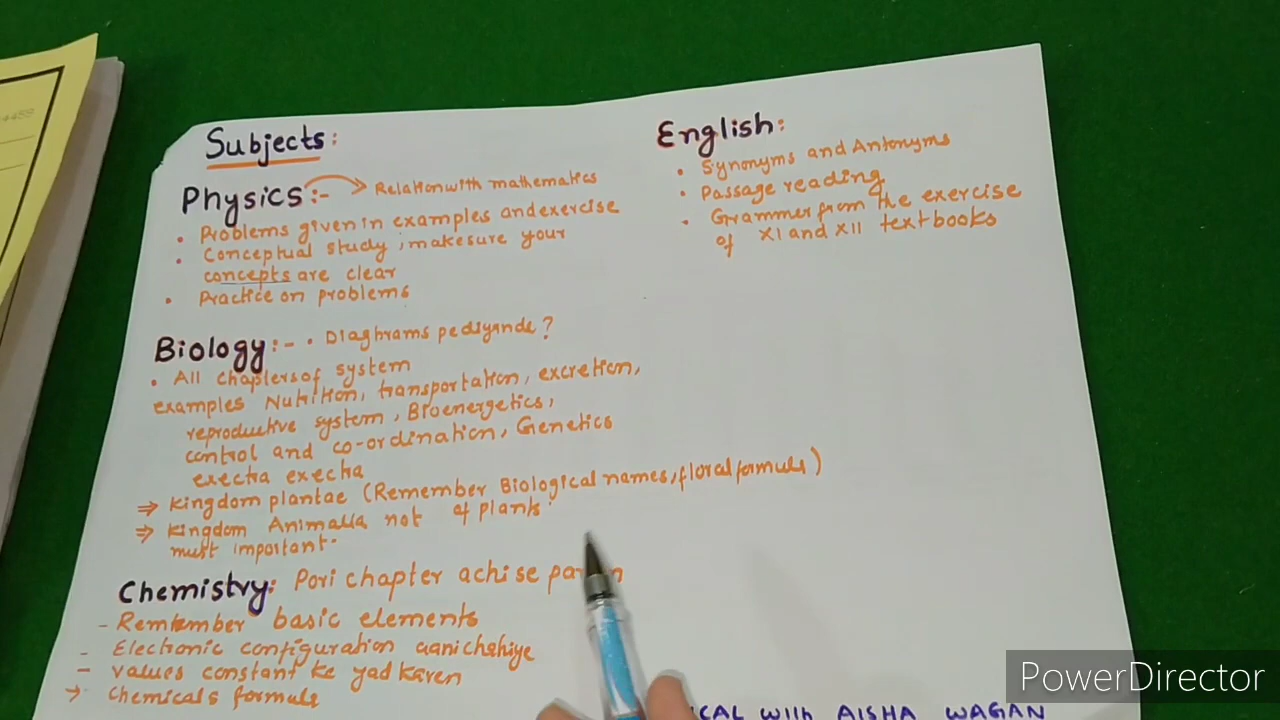 Subjects:
Physics:- → Relation with mathematics
• Problems given in examples and exercise
• Conceptual study ; make sure your
concepts are clear
• Practice on problems
Biology:- • Diaghrams pediyande?
• All chapters of system
examples Nutrition, transportation, excretion,
reproductive system, Bioenergetics,
control and co-ordination, Genetics
exectra exectra
⇒ Kingdom plantae (Remember Biological names, floral formule)
of plants.
⇒ Kingdom Animalia not
must important.
Chemistry: Pori chapter achi se
- Remember basic elements
- Electronic configuration aani chahiye
- values constant ke yad karen
→ Chemicals formule
English:
• Synonyms and Antonyms
• Passage reading
• Grammer from the exercise
of XI and XII textbooks
WITH AISHA WAGAN
4458
PowerDirector